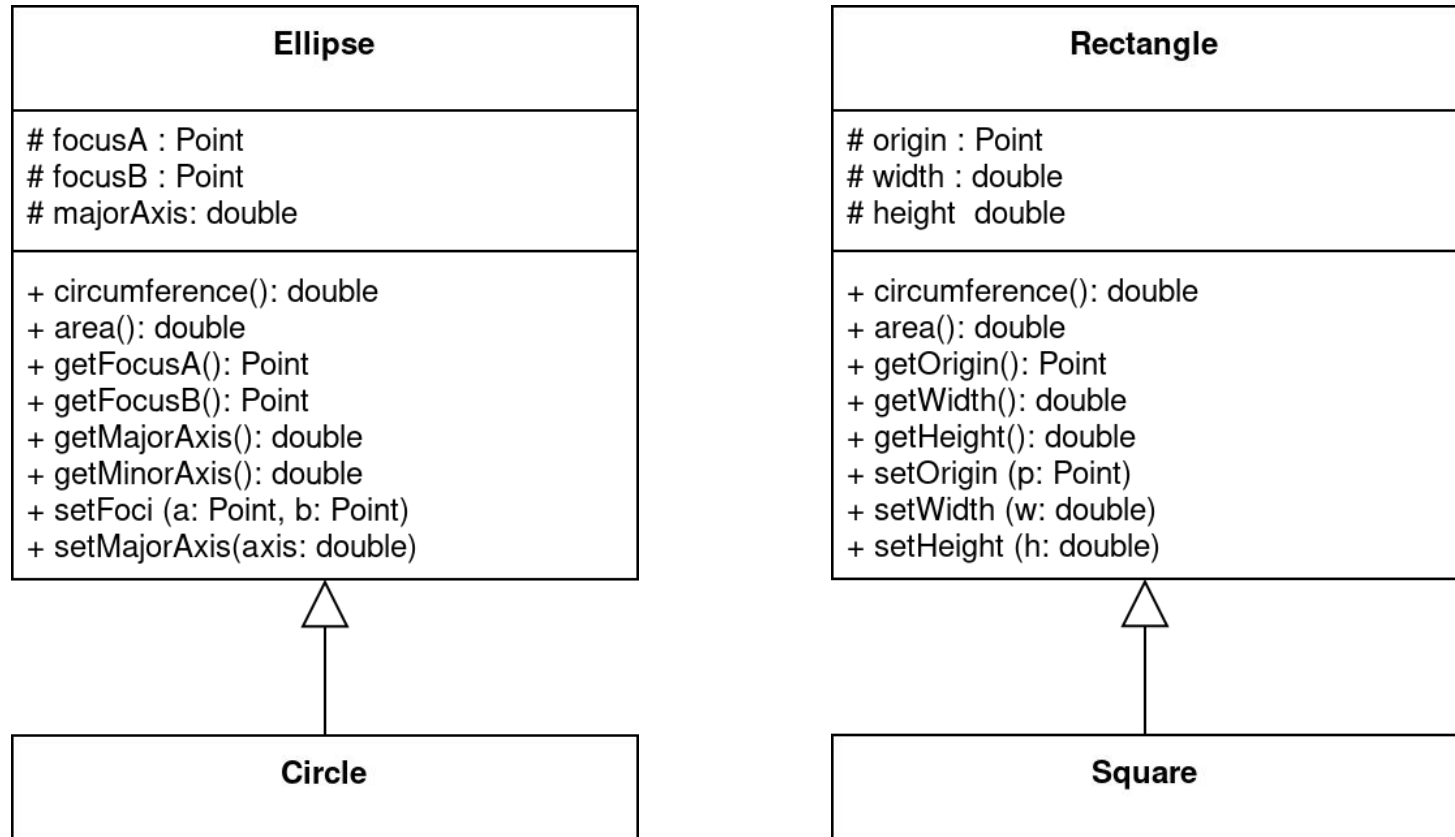 Ellipse
# focusA : Point
# focusB : Point
# majorAxis: double
+ circumference(): double
+ area(): double
+ getFocusA(): Point
+ getFocusB(): Point
+ getMajorAxis(): double
+ getMinorAxis(): double
+ setFoci (a: Point, b: Point)
+ setMajorAxis(axis: double)
Circle
Rectangle
# origin : Point
# width : double
# height  double
+ circumference(): double
+ area(): double
+ getOrigin(): Point
+ getWidth(): double
+ getHeight(): double
+ setOrigin (p: Point)
+ setWidth (w: double)
+ setHeight (h: double)
Square